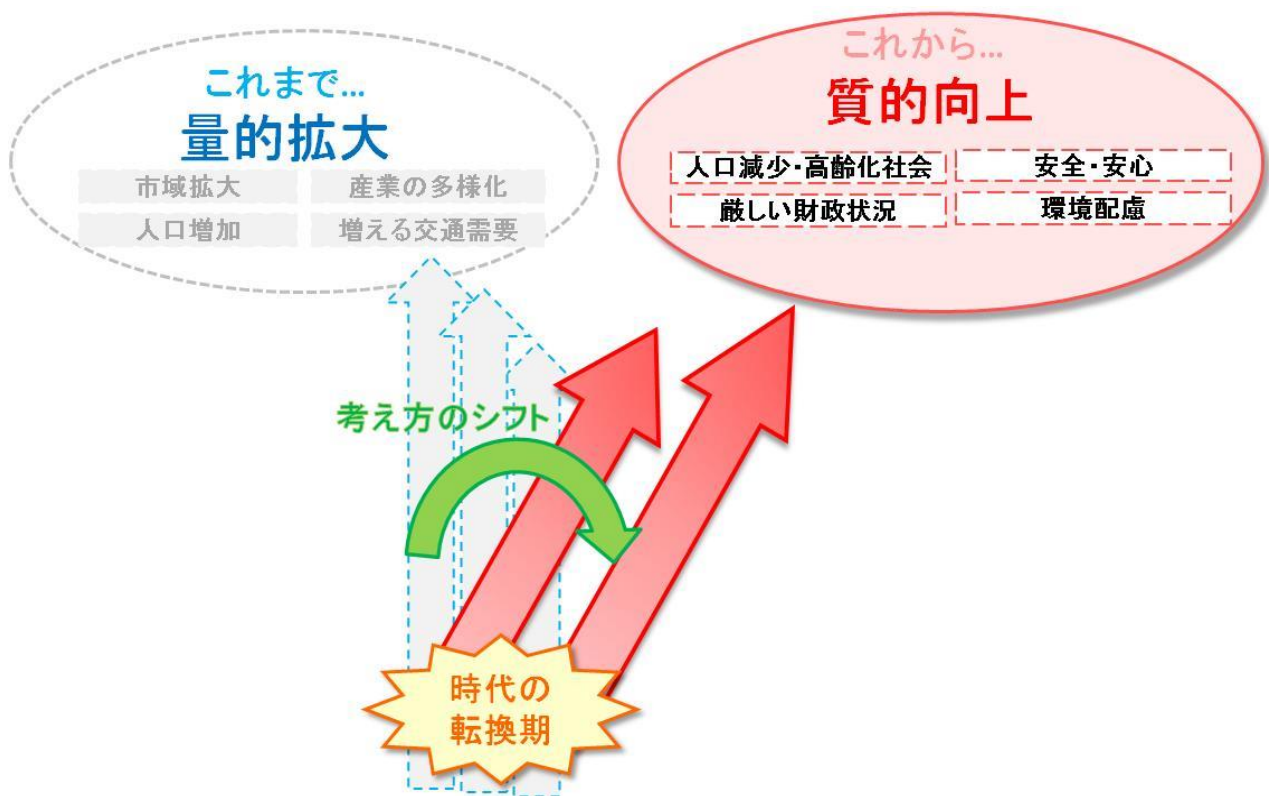 これまで...
量的拡大
市域拡大
産業の多様化
人口増加
増える交通需要
これから...
質的向上
人口減少・高齢化社会
安全・安心
厳しい財政状況
環境配慮
考え方のシフト
時代の
転換期